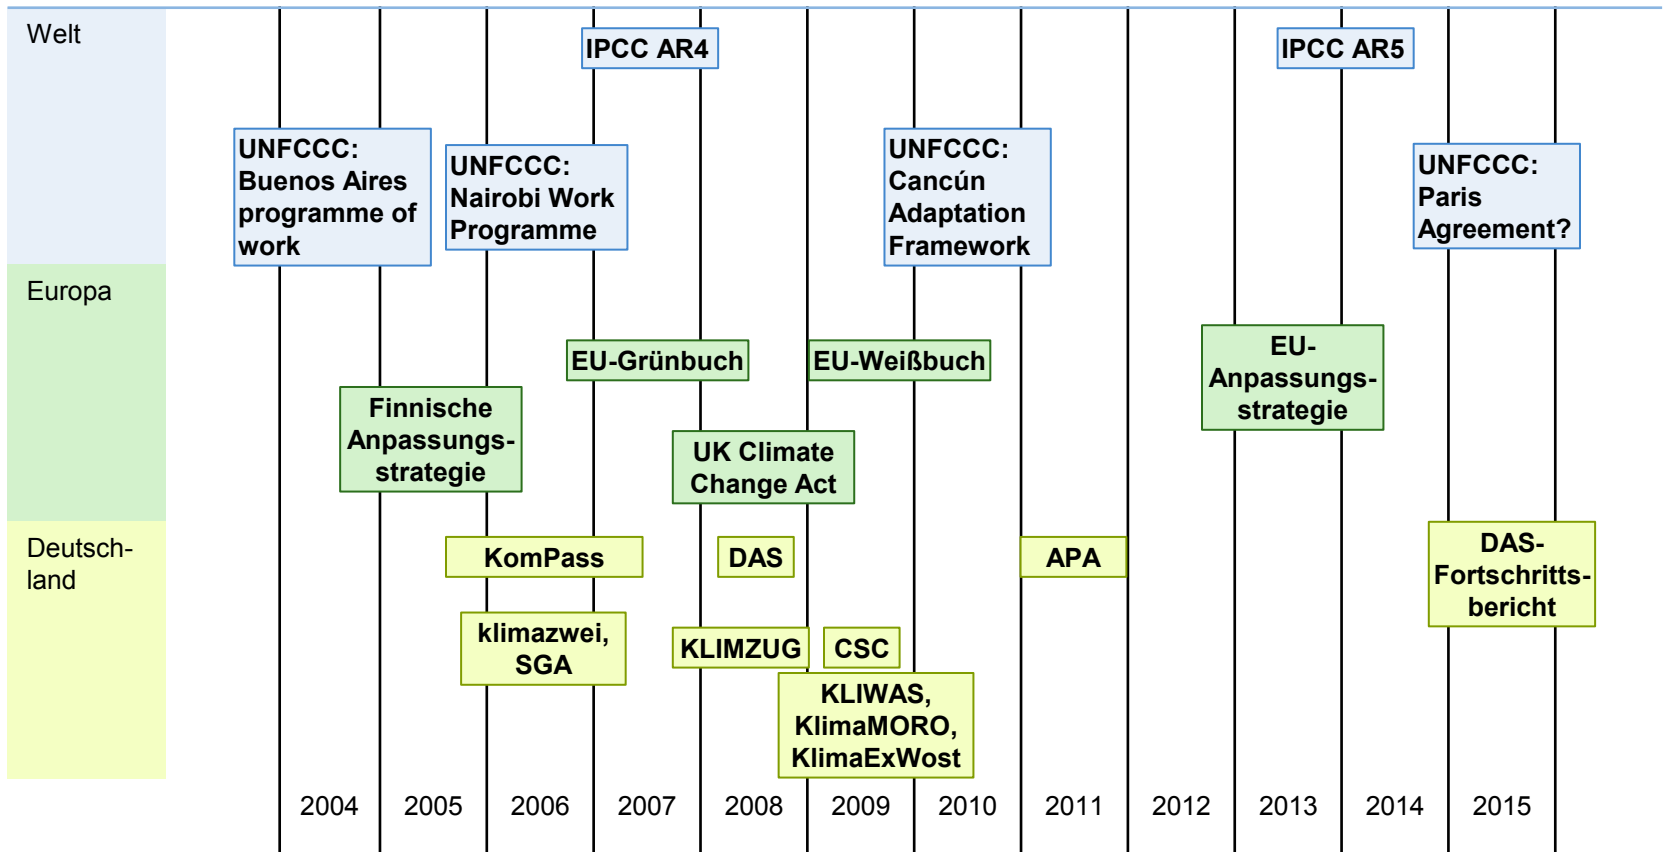 Welt
IPCC AR4
IPCC AR5
UNFCCC:
Buenos Aires
programme of
work
UNFCCC:
Nairobi Work
Programme
UNFCCC:
Cancún
Adaptation
Framework
UNFCCC:
Paris
Agreement?
Europa
EU-Grünbuch
EU-Weißbuch
EU-
Anpassungs-
strategie
Finnische
Anpassungs-
strategie
UK Climate
Change Act
Deutsch-
land
KomPass
DAS
APA
DAS-
Fortschritts-
bericht
klimazwei,
SGA
KLIMZUG
CSC
KLIWAS,
KlimaMORO,
KlimaExWost
2004 2005 2006 2007 2008 2009 2010 2011 2012 2013 2014 2015